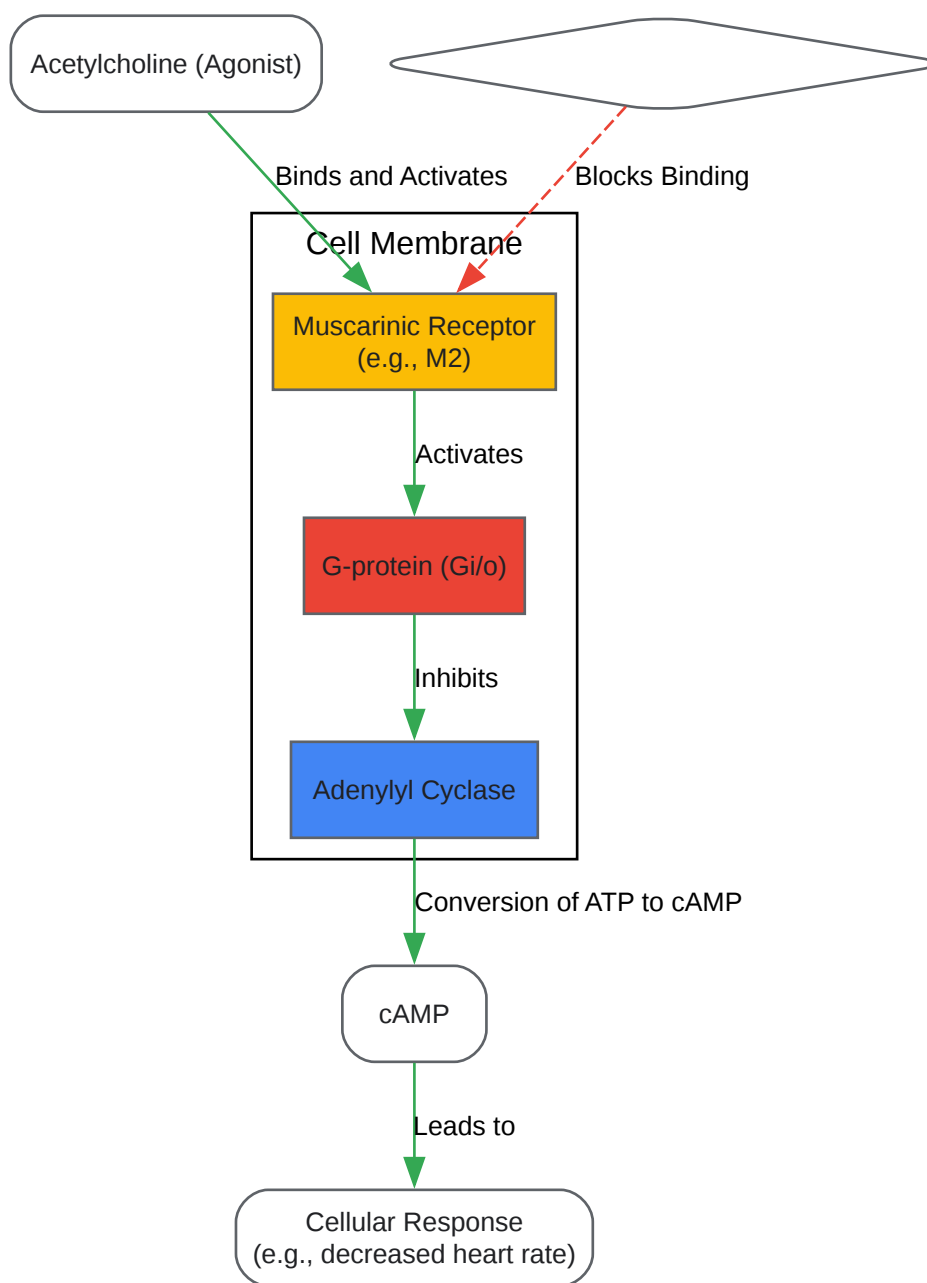 Acetylcholine (Agonist)
Binds and Activates
Blocks Binding
Cell Membrane
Muscarinic Receptor
(e.g., M2)
Activates
G-protein (Gi/o)
Inhibits
Adenylyl Cyclase
Conversion of ATP to cAMP
cAMP
Leads to
Cellular Response
(e.g., decreased heart rate)